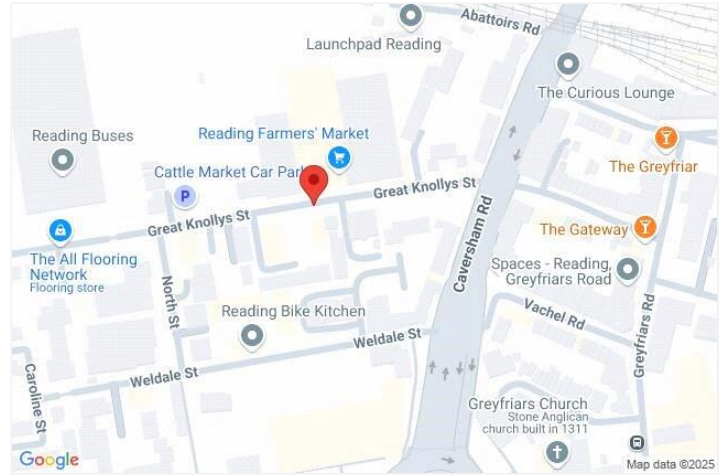 Abattoirs Rd
Launchpad Reading
The Curious Lounge
Reading Buses
Reading Farmers' Market
The Greyfriar
Cattle Market Car Park
P
Great Knollys St
Great Knollys St
The Gateway
Caversham Rd
The All Flooring
Network
Flooring store
North St
Spaces - Reading,
Greyfriars Road
Reading Bike Kitchen
Vachel Rd
Greyfriars Rd
Weldale St
Weldale St
Caroline St
Greyfriars Church
Stone Anglican
church built in 1311
Google
Map data ©2025